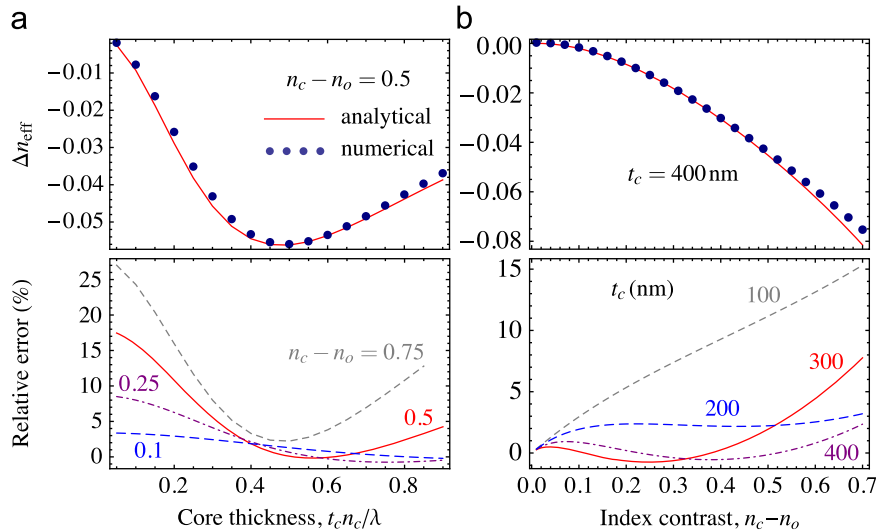 a
b
−0.01
−0.02
−0.03
−0.04
−0.05
Δn_eff
n_c − n_o = 0.5
analytical
numerical
0.00
−0.02
−0.04
−0.06
−0.08
t_c = 400 nm
25
20
15
10
5
0
Relative error (%)
n_c − n_o = 0.75
0.25
0.5
0.1
0.2 0.4 0.6 0.8
Core thickness, t_c n_c/λ
15
10
5
0
t_c (nm)
100
300
200
400
0.0 0.1 0.2 0.3 0.4 0.5 0.6 0.7
Index contrast, n_c−n_o